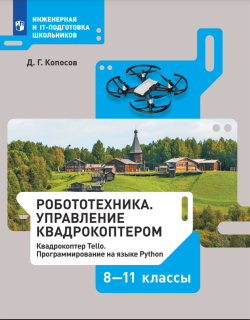 ИНЖЕНЕРНАЯ
И IT-ПОДГОТОВКА
ШКОЛЬНИКОВ
Д. Г. Копосов
РОБОТОТЕХНИКА.
УПРАВЛЕНИЕ
КВАДРОКОПТЕРОМ
Квадрокоптер Tello.
Программирование на языке Python
8—11 классы